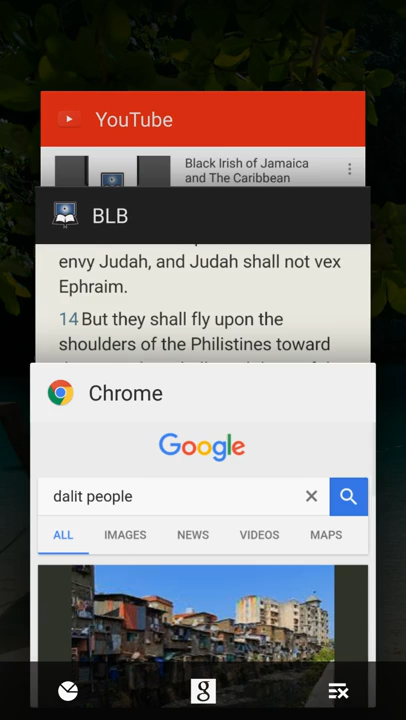 YouTube
Black Irish of Jamaica
and The Caribbean
BLB
envy Judah, and Judah shall not vex
Ephraim.
14 But they shall fly upon the
shoulders of the Philistines toward
Chrome
Google
dalit people
ALL IMAGES NEWS VIDEOS MAPS
g